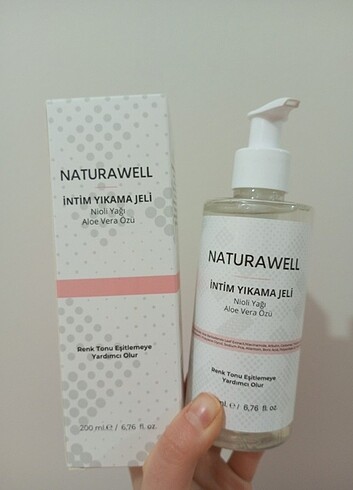 NATURAWELL
İNTİM YIKAMA JELİ
Nioli Yağı
Aloe Vera Özü
Renk Tonu Eşitlemeye
Yardımcı Olur
200 ml.℮ / 6,76 fl. oz.
NATURAWELL
İNTİM YIKAMA JELİ
Nioli Yağı
Aloe Vera Özü
Renk Tonu Eşitlemeye
Yardımcı Olur
ml.℮ / 6,76 fl. oz.